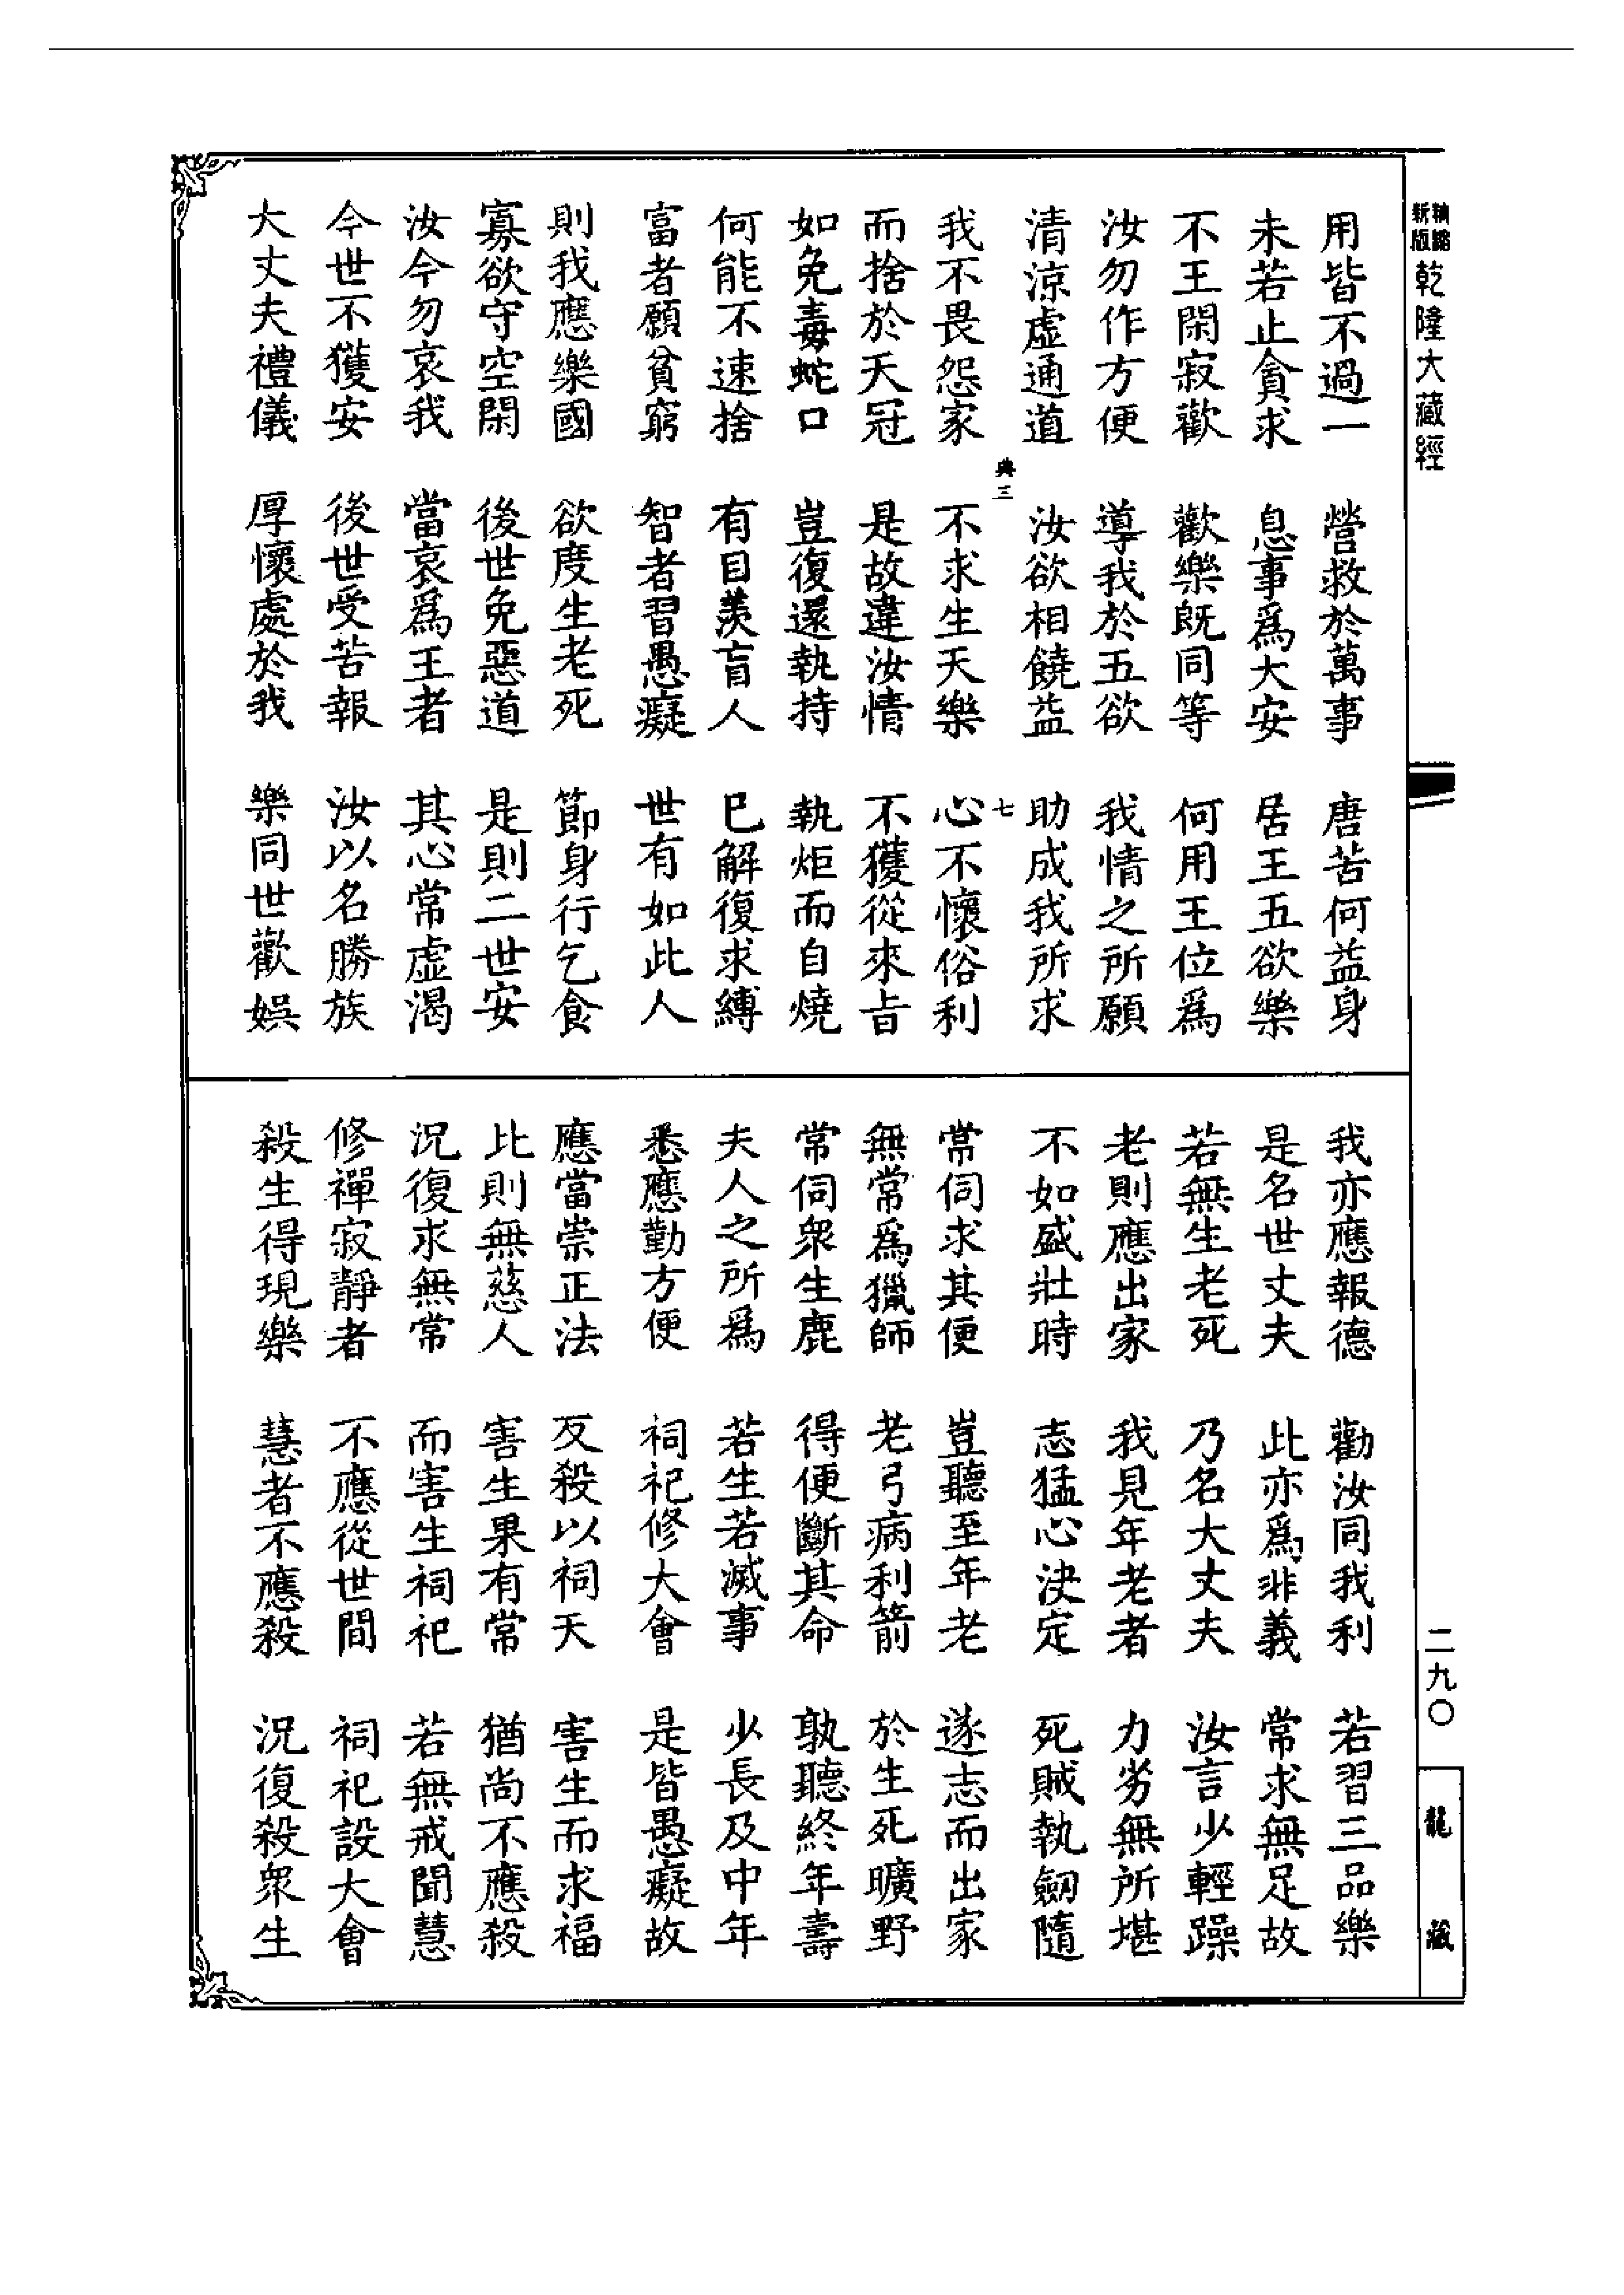 新版精縮
乾隆大藏經
用皆不過一 營救於萬事 唐苦何益身
未若止貪求 息事爲大安 居王五欲樂
不王閑寂歡 歡樂既同等 何用王位爲
汝勿作方便 導我於五欲 我情之所願
清涼虛通道 汝欲相饒益 助成我所求
典三 七
我不畏怨家 不求生天樂 心不懷俗利
而捨於天冠 是故違汝情 不獲從來旨
如免毒蛇口 豈復還執持 執炬而自燒
何能不速捨 有目羨盲人 已解復求縛
富者願貧窮 智者習愚癡 世有如此人
則我應樂國 欲度生老死 節身行乞食
寡欲守空閑 後世免惡道 是則二世安
汝今勿哀我 當哀爲王者 其心常虛渴
今世不獲安 後世受苦報 汝以名勝族
大丈夫禮儀 厚懷處於我 樂同世歡娛
我亦應報德 勸汝同我利 若習三品樂
是名世丈夫 此亦爲非義 常求無足故
若無生老死 乃名大丈夫 汝言少輕躁
老則應出家 我見年老者 力劣無所堪
不如盛壯時 志猛心決定 死賊執劒隨
常伺求其便 豈聽至年老 遂志而出家
無常爲獵師 老弓病利箭 於生死曠野
常伺衆生鹿 得便斷其命 孰聽終年壽
夫人之所爲 若生若滅事 少長及中年
悉應勤方便 祠祀修大會 是皆愚癡故
應當崇正法 反殺以祠天 害生而求福
此則無慈人 害生果有常 猶尚不應殺
況復求無常 而害生祠祀 若無戒聞慧
修禪寂靜者 不應從世間 祠祀設大會
殺生得現樂 慧者不應殺 況復殺衆生
二九〇
龍藏